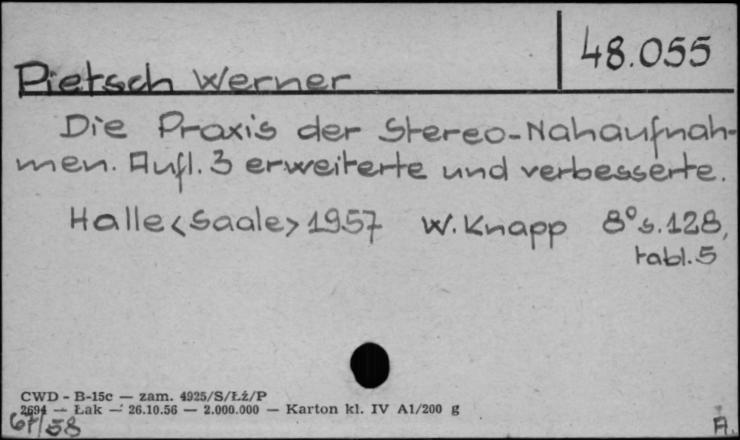 48.055
Pietsch Werner
Die Praxis der Stereo-Nahaufnah-
men. Aufl. 3 erweiterte und verbesserte.
Halle <Saale> 1957 W. Knapp 8° s. 128,
tabl. 5
CWD - B-15c — zam. 4925/S/Łż/P
2694 — Łak — 26.10.56 — 2.000.000 — Karton kl. IV A1/200 g
67/58
A.